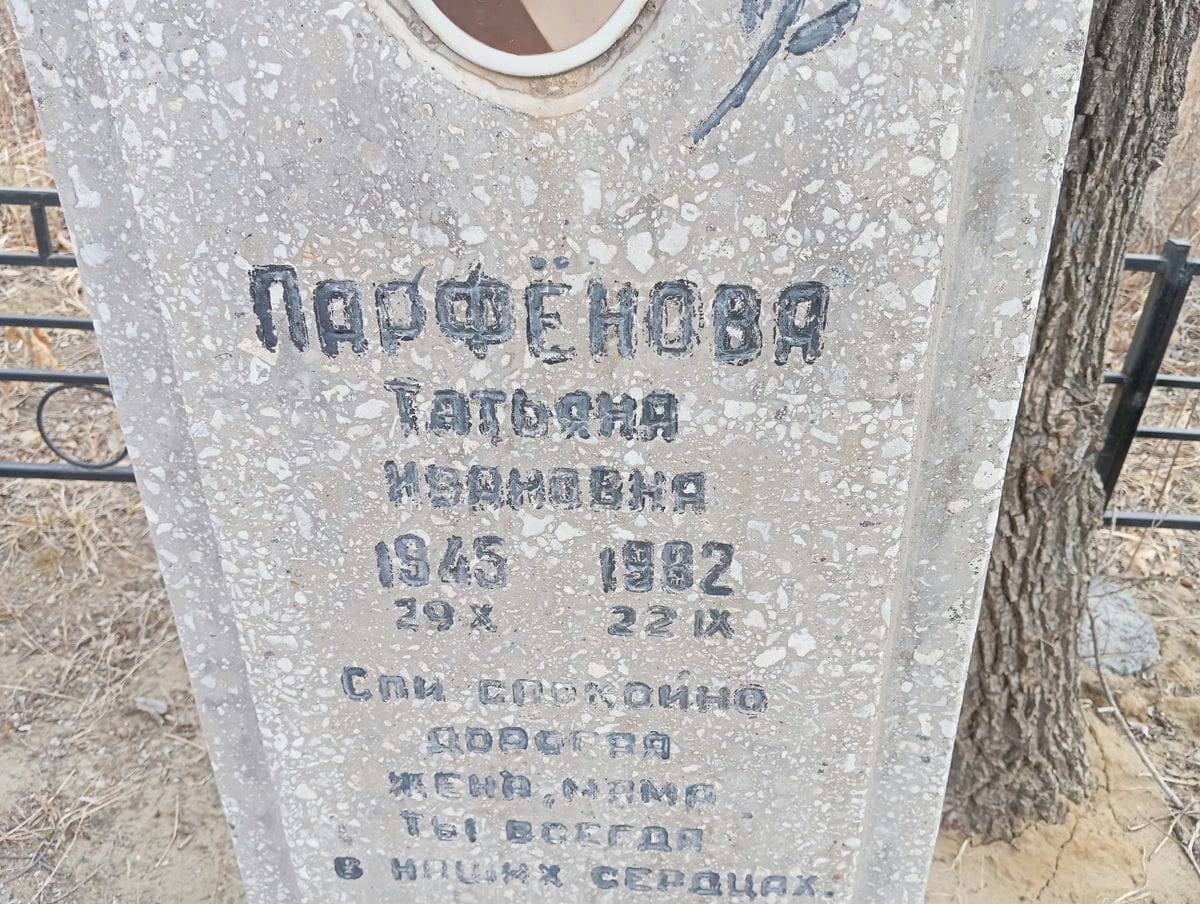 Парфёнова
Татьяна
Ивановна
1945 1982
29 X 22 IX
Спи спокойно
дорогая
жена, мама
ты всегда
в наших сердцах.